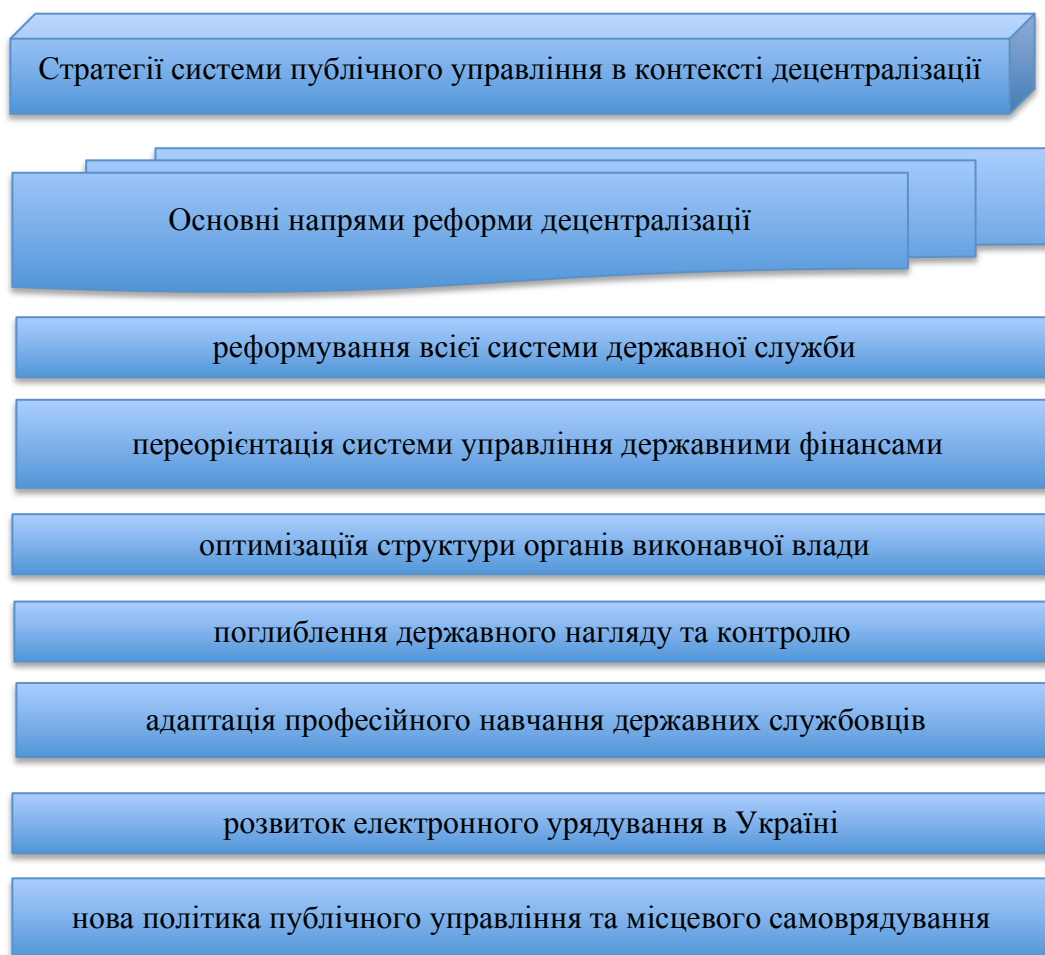 Стратегії системи публічного управління в контексті децентралізації
Основні напрями реформи децентралізації
реформування всієї системи державної служби
переорієнтація системи управління державними фінансами
оптимізаціїя структури органів виконавчої влади
поглиблення державного нагляду та контролю
адаптація професійного навчання державних службовців
розвиток електронного урядування в Україні
нова політика публічного управління та місцевого самоврядування